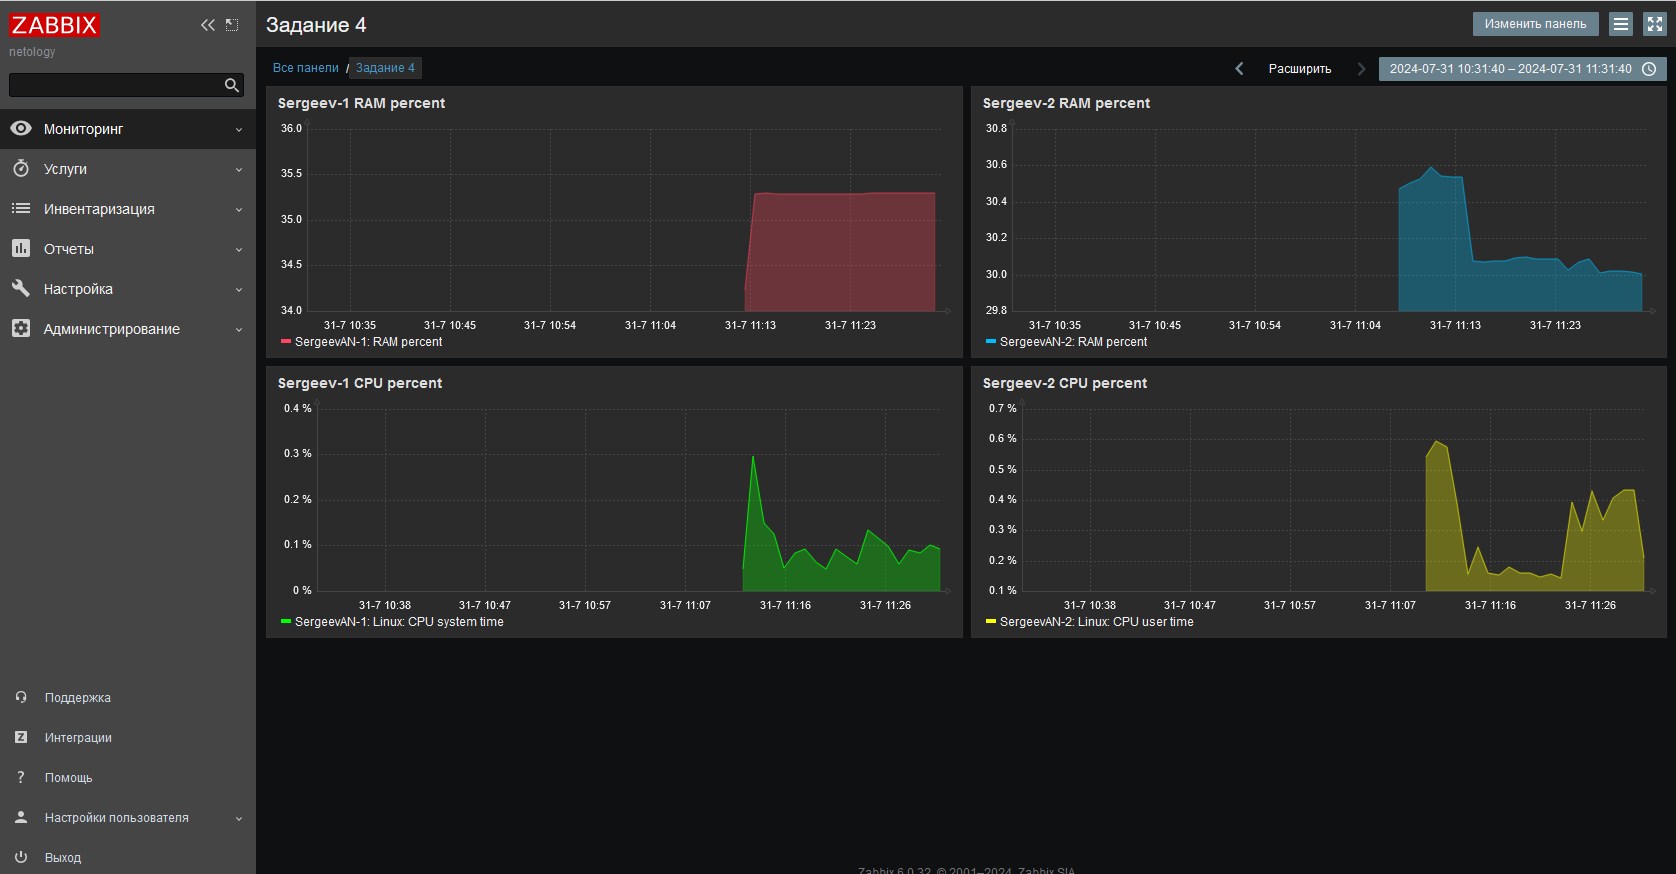 ZABBIX
netology
Мониторинг
Услуги
Инвентаризация
Отчеты
Настройка
Администрирование
Поддержка
Интеграции
Помощь
Настройки пользователя
Выход
Задание 4
Изменить панель
Все панели / Задание 4
Расширить
2024-07-31 10:31:40 – 2024-07-31 11:31:40
Sergeev-1 RAM percent
36.0
35.5
35.0
34.5
34.0
31-7 10:35 31-7 10:45 31-7 10:54 31-7 11:04 31-7 11:13 31-7 11:23
SergeevAN-1: RAM percent
Sergeev-2 RAM percent
30.8
30.6
30.4
30.2
30.0
29.8
31-7 10:35 31-7 10:45 31-7 10:54 31-7 11:04 31-7 11:13 31-7 11:23
SergeevAN-2: RAM percent
Sergeev-1 CPU percent
0.4 %
0.3 %
0.2 %
0.1 %
0 %
31-7 10:38 31-7 10:47 31-7 10:57 31-7 11:07 31-7 11:16 31-7 11:26
SergeevAN-1: Linux: CPU system time
Sergeev-2 CPU percent
0.7 %
0.6 %
0.5 %
0.4 %
0.3 %
0.2 %
0.1 %
31-7 10:38 31-7 10:47 31-7 10:57 31-7 11:07 31-7 11:16 31-7 11:26
SergeevAN-2: Linux: CPU user time
Zabbix 6.0.32. © 2001–2024, Zabbix SIA